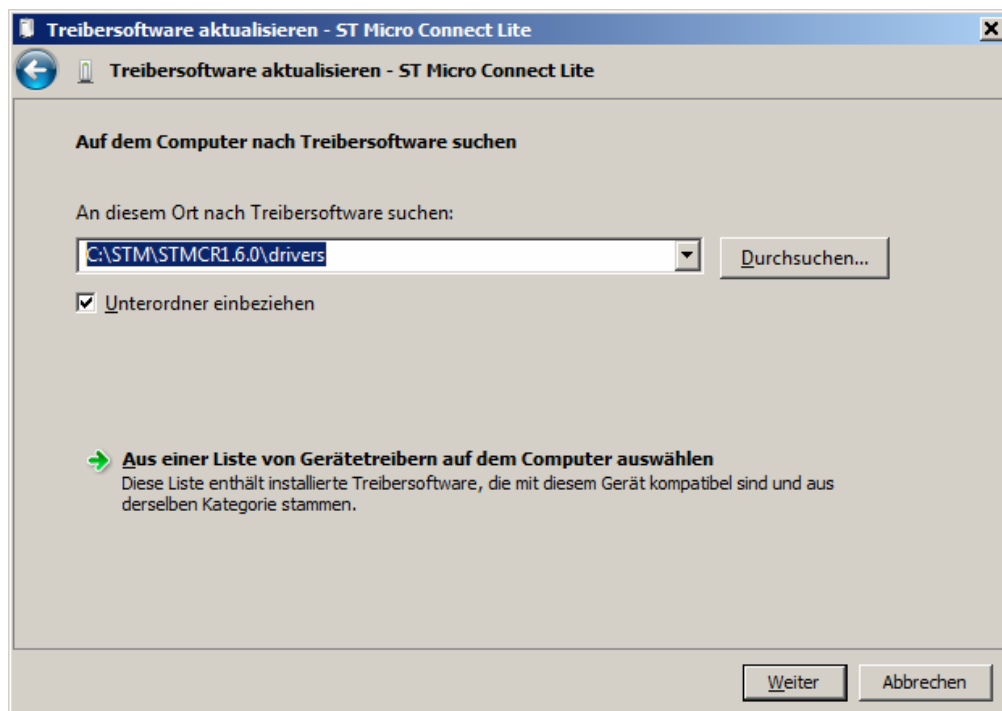 Treibersoftware aktualisieren - ST Micro Connect Lite
Treibersoftware aktualisieren - ST Micro Connect Lite
Auf dem Computer nach Treibersoftware suchen
An diesem Ort nach Treibersoftware suchen:
C:\STM\STMCR1.6.0\drivers
Durchsuchen...
Unterordner einbeziehen
Aus einer Liste von Gerätetreibern auf dem Computer auswählen
Diese Liste enthält installierte Treibersoftware, die mit diesem Gerät kompatibel sind und aus
derselben Kategorie stammen.
Weiter
Abbrechen